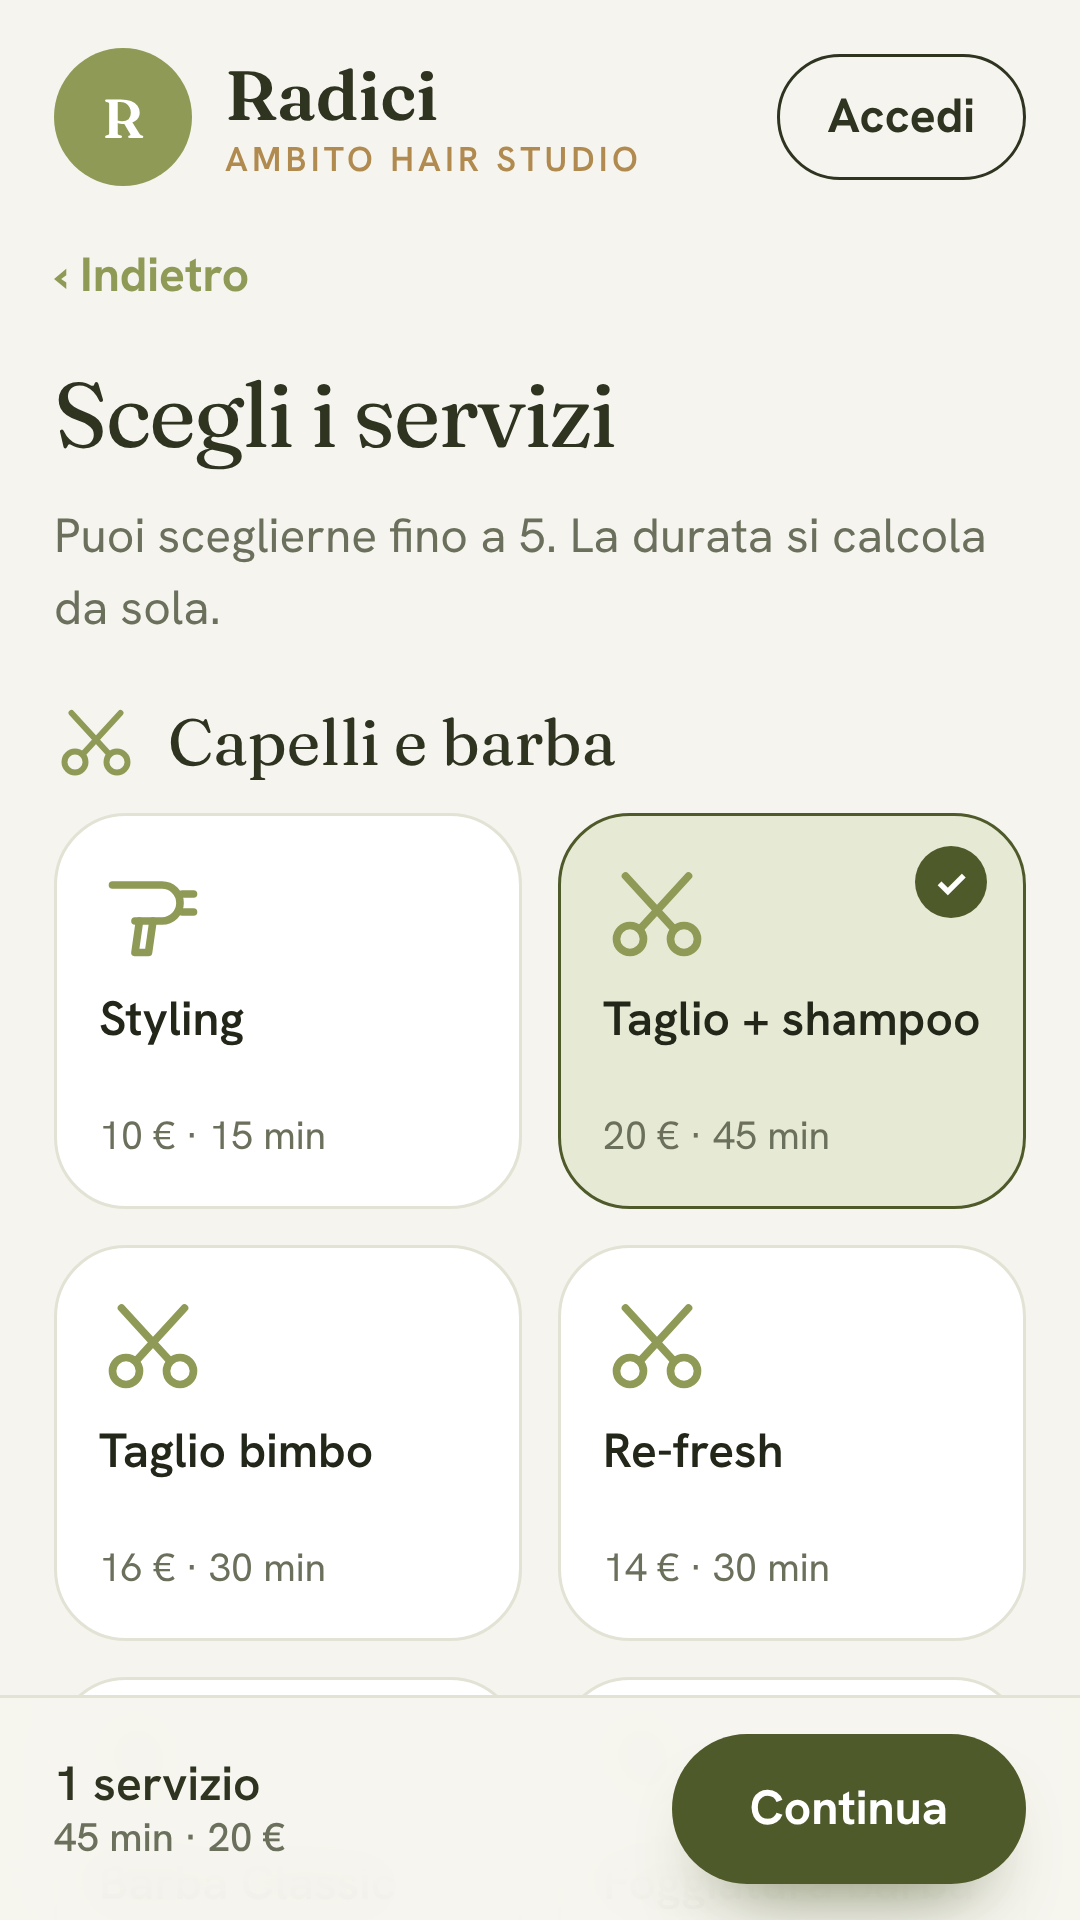 R
Radici
AMBITO HAIR STUDIO
Accedi
‹ Indietro
Scegli i servizi
Puoi sceglierne fino a 5. La durata si calcola
da sola.
Capelli e barba
Styling
10 € · 15 min
Taglio + shampoo
20 € · 45 min
Taglio bimbo
16 € · 30 min
Re-fresh
14 € · 30 min
1 servizio
45 min · 20 €
Continua
Barba Classic